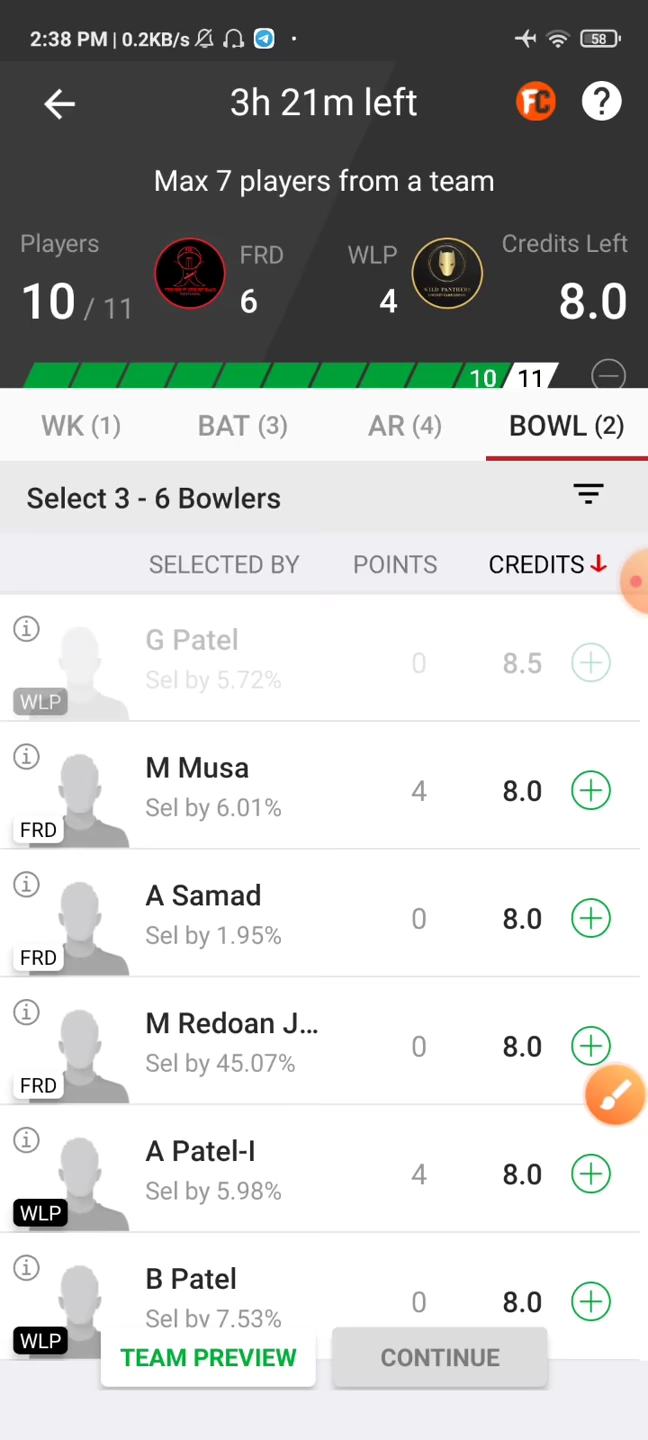 2:38 PM | 0.2KB/s
58
3h 21m left
FC
?
Max 7 players from a team
Players
FRD
WLP
Credits Left
10 / 11
6
4
8.0
10
11
WK (1)
BAT (3)
AR (4)
BOWL (2)
Select 3 - 6 Bowlers
SELECTED BY
POINTS
CREDITS
G Patel
Sel by 5.72%
0
8.5
WLP
M Musa
Sel by 6.01%
4
8.0
FRD
A Samad
Sel by 1.95%
0
8.0
FRD
M Redoan J...
Sel by 45.07%
0
8.0
FRD
A Patel-I
Sel by 5.98%
4
8.0
WLP
B Patel
Sel by 7.53%
0
8.0
WLP
TEAM PREVIEW
CONTINUE